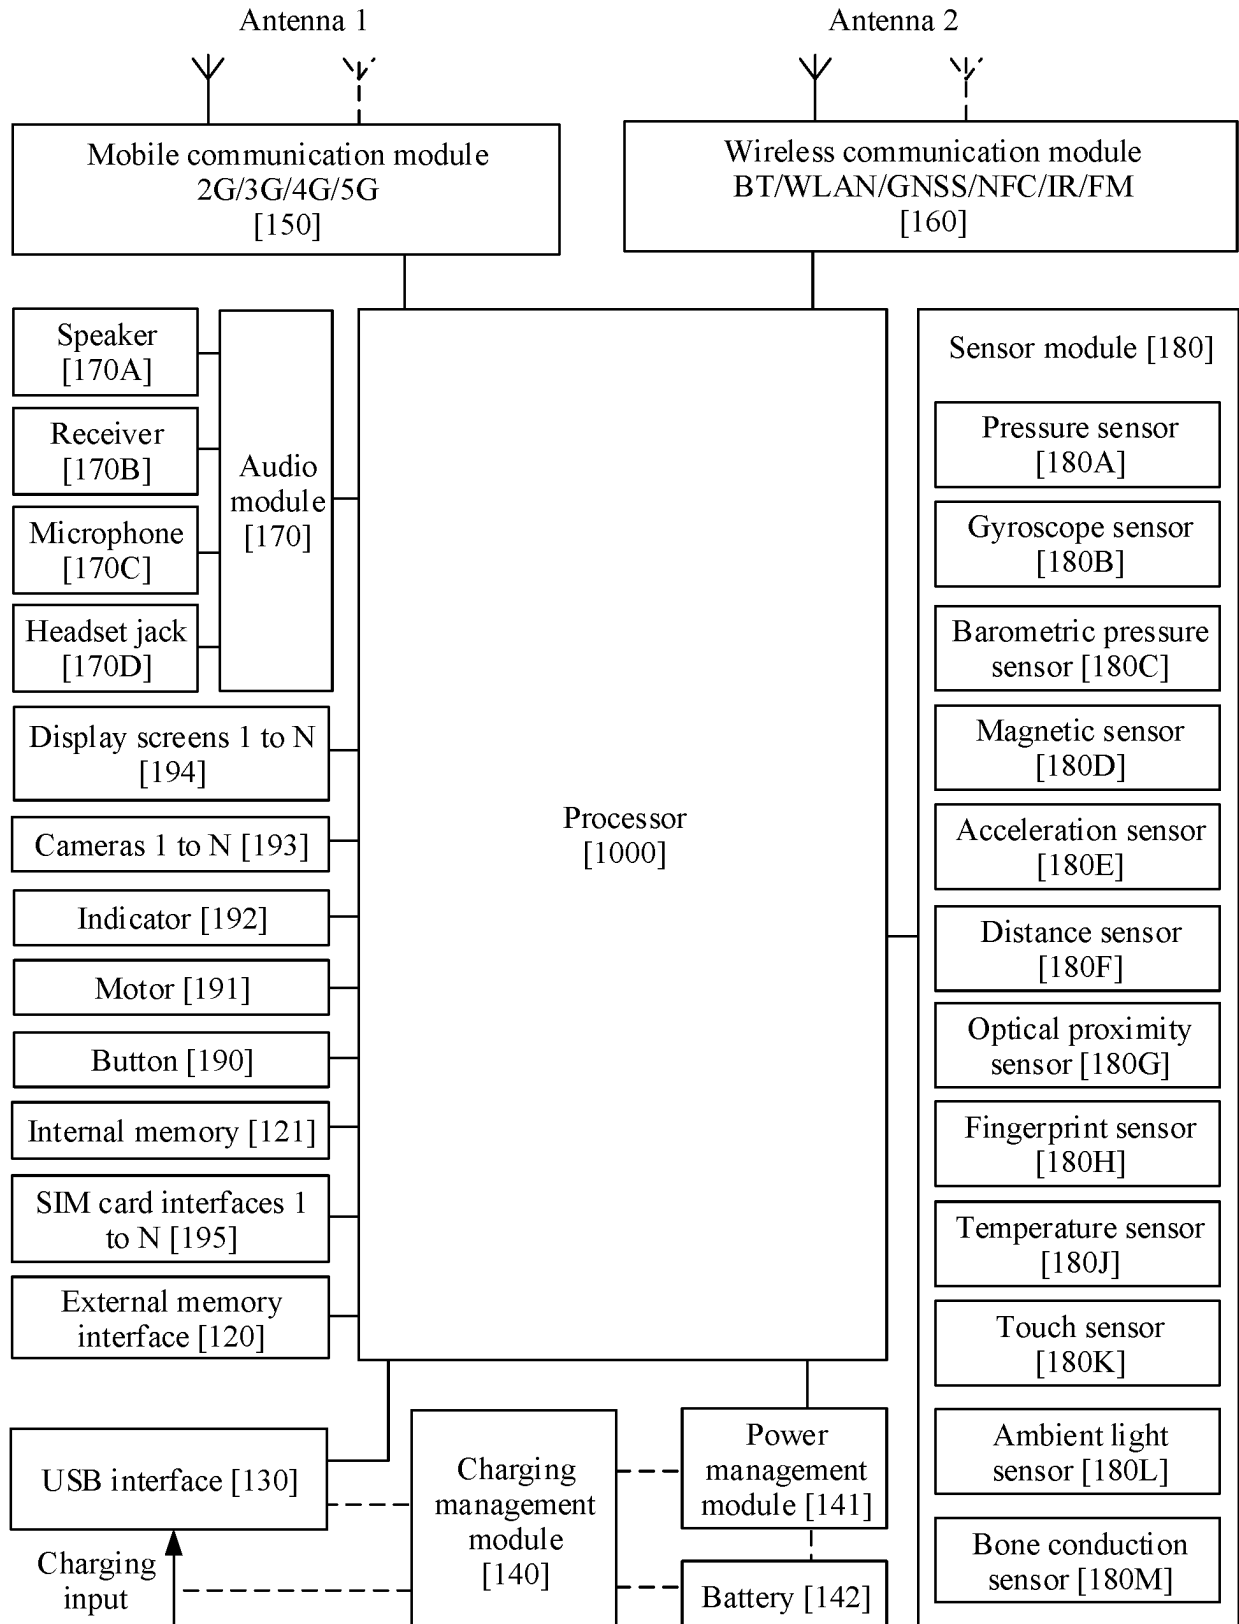 Antenna 1
Antenna 2
Mobile communication module
2G/3G/4G/5G
[150]
Wireless communication module
BT/WLAN/GNSS/NFC/IR/FM
[160]
Speaker
[170A]
Receiver
[170B]
Microphone
[170C]
Headset jack
[170D]
Audio
module
[170]
Display screens 1 to N
[194]
Cameras 1 to N [193]
Indicator [192]
Motor [191]
Button [190]
Internal memory [121]
SIM card interfaces 1
to N [195]
External memory
interface [120]
Processor
[1000]
Sensor module [180]
Pressure sensor
[180A]
Gyroscope sensor
[180B]
Barometric pressure
sensor [180C]
Magnetic sensor
[180D]
Acceleration sensor
[180E]
Distance sensor
[180F]
Optical proximity
sensor [180G]
Fingerprint sensor
[180H]
Temperature sensor
[180J]
Touch sensor
[180K]
Ambient light
sensor [180L]
Bone conduction
sensor [180M]
USB interface [130]
Charging
input
Charging
management
module
[140]
Power
management
module [141]
Battery [142]